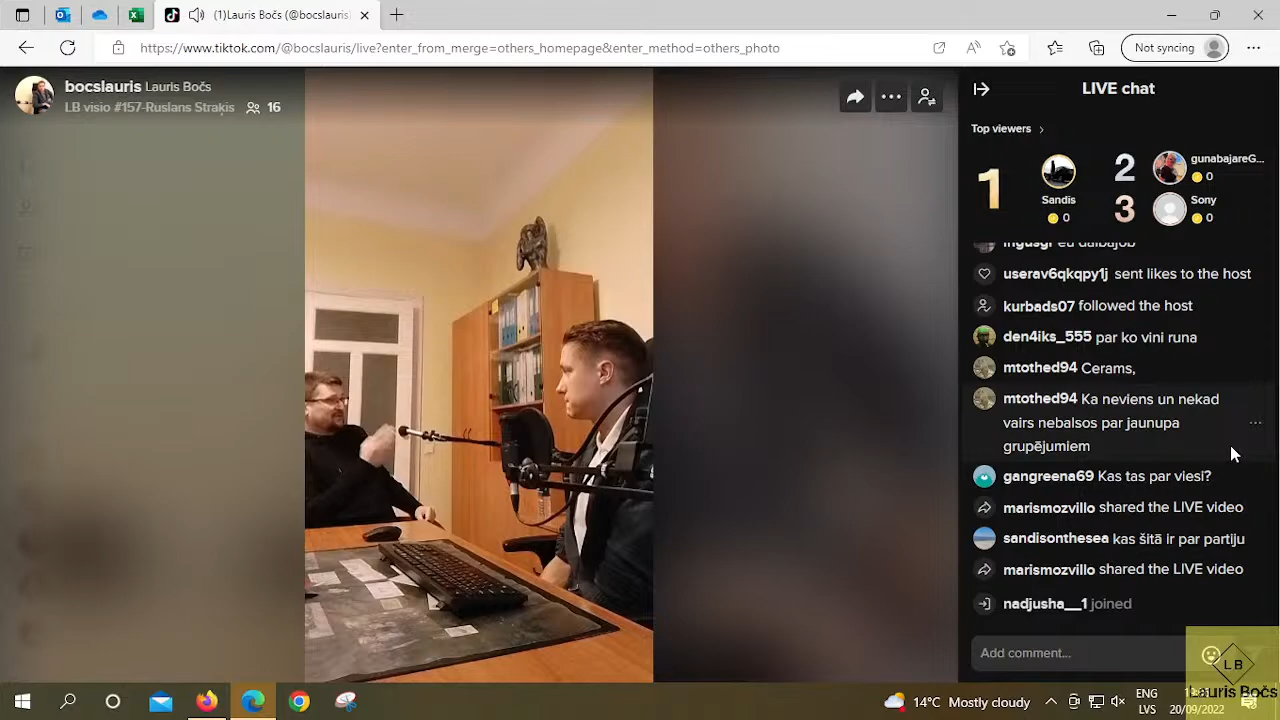 (1)Lauris Bočs (@bocslauris
https://www.tiktok.com/@bocslauris/live?enter_from_merge=others_homepage&enter_method=others_photo
Not syncing
bocslauris Lauris Bočs
LB visio #157-Ruslans Straķis 16
LIVE chat
Top viewers
1
Sandis
0
2
gunabajareG...
0
3
Sony
0
userav6qkqpy1j sent likes to the host
kurbads07 followed the host
den4iks_555 par ko vini runa
mtothed94 Cerams,
mtothed94 Ka neviens un nekad
vairs nebalsos par jaunupa
grupējumiem
gangreena69 Kas tas par viesi?
marismozvillo shared the LIVE video
sandisonthesea kas šitā ir par partiju
marismozvillo shared the LIVE video
nadjusha__1 joined
Add comment...
LB
Lauris Bočs
14°C Mostly cloudy
ENG
LVS
20/09/2022